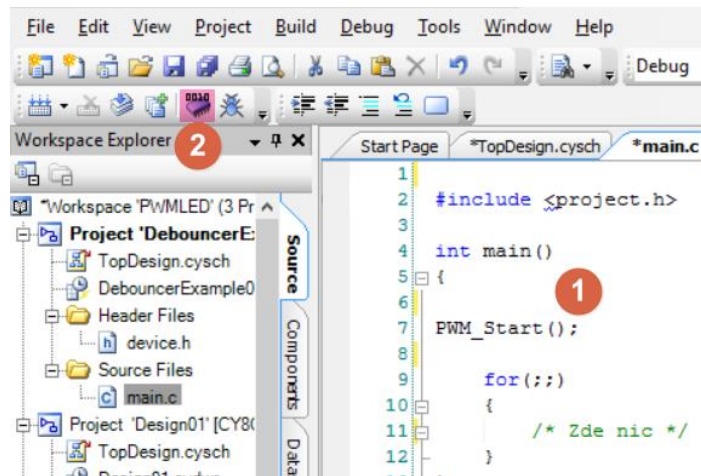 File Edit View Project Build Debug Tools Window Help
Debug
0010
Workspace Explorer
2
Start Page *TopDesign.cysch *main.c
*Workspace 'PWMLED' (3 Pr
Project 'DebouncerE:
TopDesign.cysch
DebouncerExample0
Header Files
h device.h
Source Files
c main.c
Project 'Design01' [CY8(
TopDesign.cysch
Source
Components
Data
1
2 #include <project.h>
3
4 int main()
5 {
6
7 PWM_Start();
8
9 for(;;)
10 {
11 /* Zde nic */
12 }
1